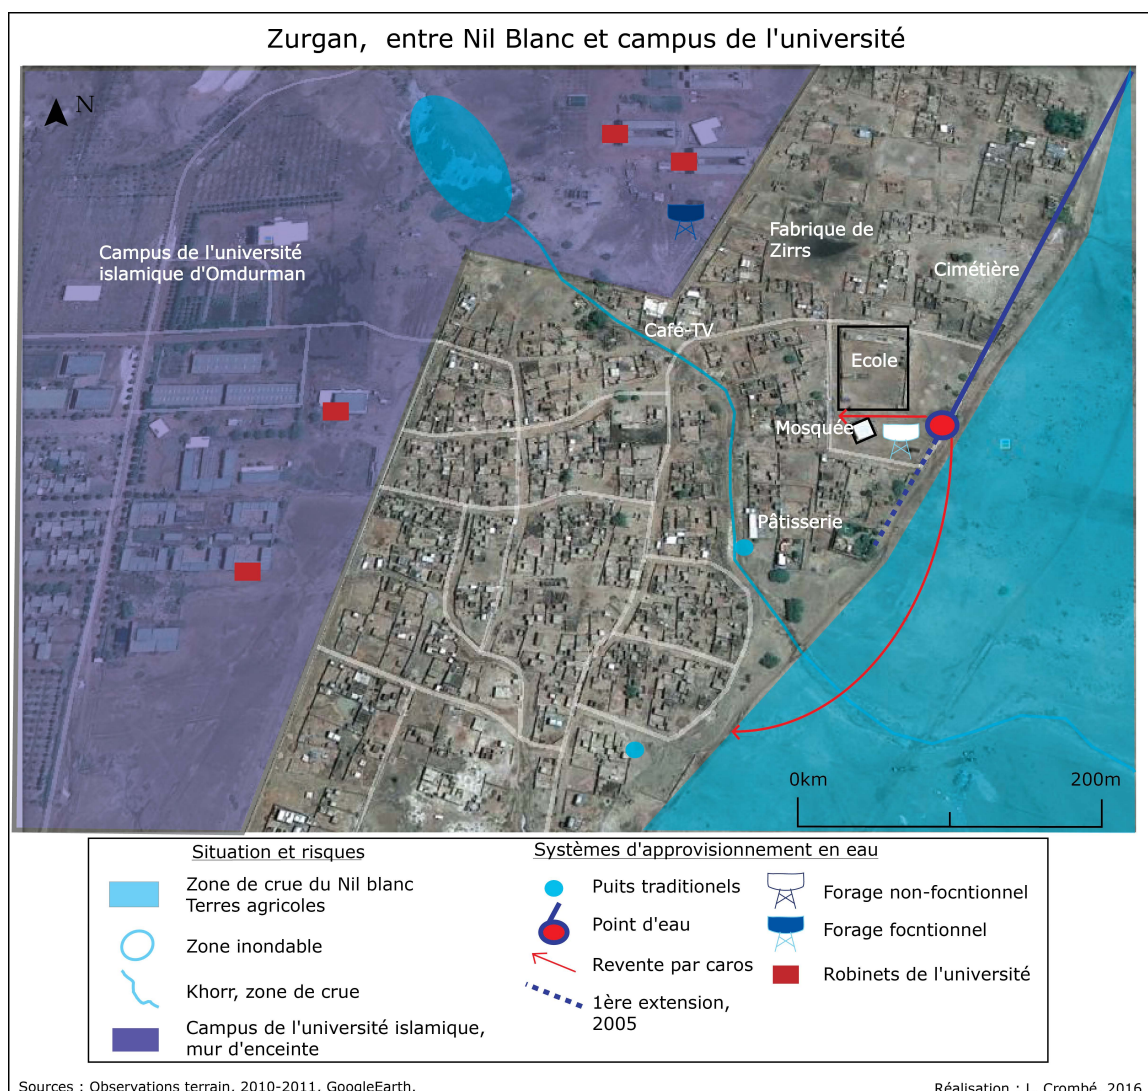 Zurgan, entre Nil Blanc et campus de l'université
N
Campus de l'université
islamique d'Omdurman
Fabrique de
Zirrs
Cimétière
Café-TV
Ecole
Mosquée
Pâtisserie
0km
200m
Situation et risques
Zone de crue du Nil blanc
Terres agricoles
Zone inondable
Khorr, zone de crue
Campus de l'université islamique,
mur d'enceinte
Systèmes d'approvisionnement en eau
Puits traditionels
Point d'eau
Revente par caros
1ère extension,
2005
Forage non-focntionnel
Forage focntionnel
Robinets de l'université
Sources : Observations terrain, 2010-2011, GoogleEarth.
Réalisation : L. Crombé, 2016